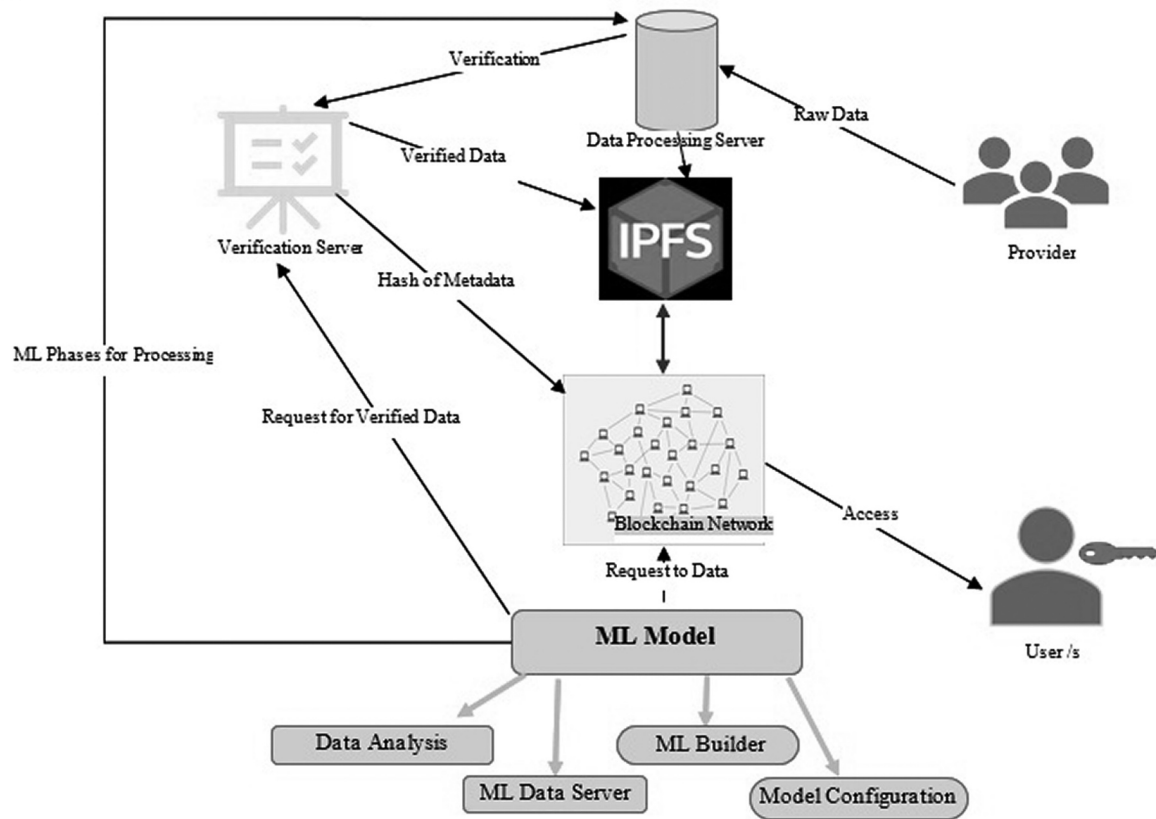 Verification
Raw Data
Data Processing Server
Verified Data
IPFS
Verification Server
Provider
Hash of Metadata
ML Phases for Processing
Request for Verified Data
Blockchain Network
Access
Request to Data
ML Model
User /s
Data Analysis
ML Builder
ML Data Server
Model Configuration